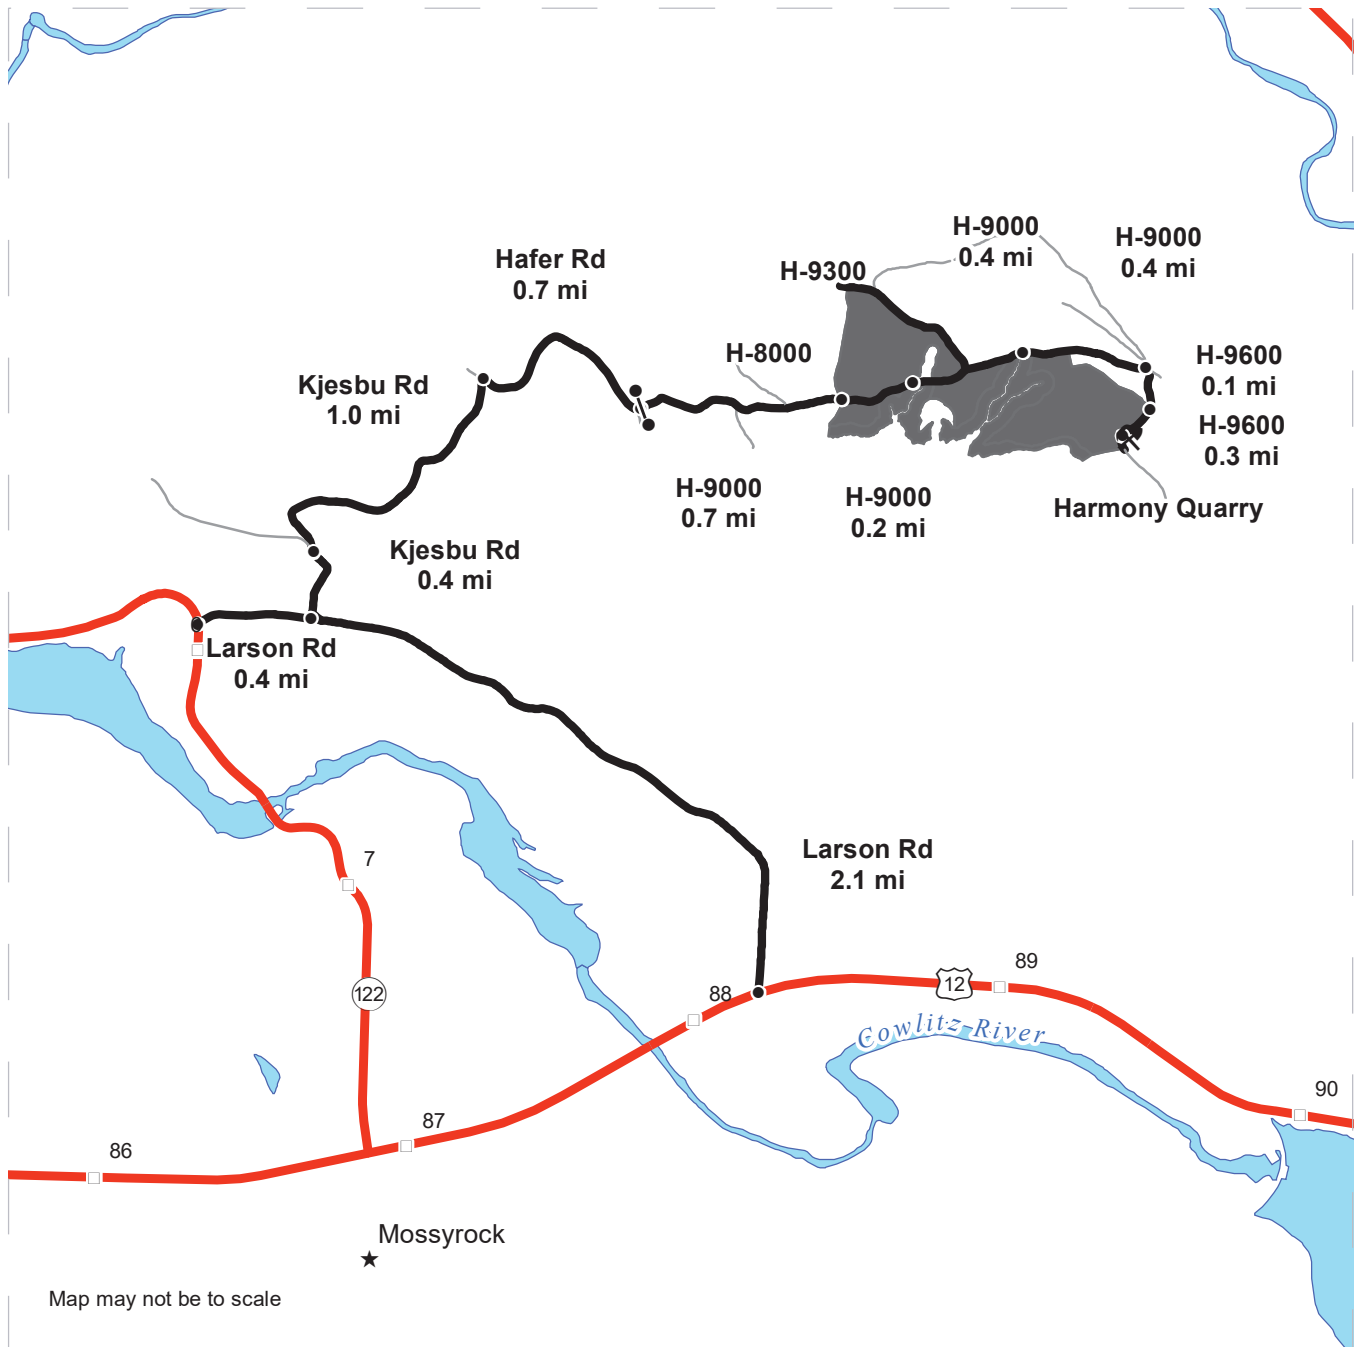 H-9000
0.4 mi
H-9000
0.4 mi
Hafer Rd
0.7 mi
H-9300
H-8000
H-9600
0.1 mi
Kjesbu Rd
1.0 mi
H-9600
0.3 mi
H-9000
0.7 mi
H-9000
0.2 mi
Harmony Quarry
Kjesbu Rd
0.4 mi
Larson Rd
0.4 mi
Larson Rd
2.1 mi
7
89
12
88
122
Cowlitz River
90
87
86
Mossyrock
Map may not be to scale